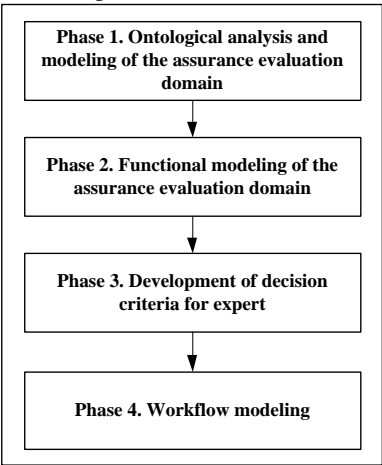 Phase 1. Ontological analysis and
modeling of the assurance evaluation
domain
Phase 2. Functional modeling of the
assurance evaluation domain
Phase 3. Development of decision
criteria for expert
Phase 4. Workflow modeling